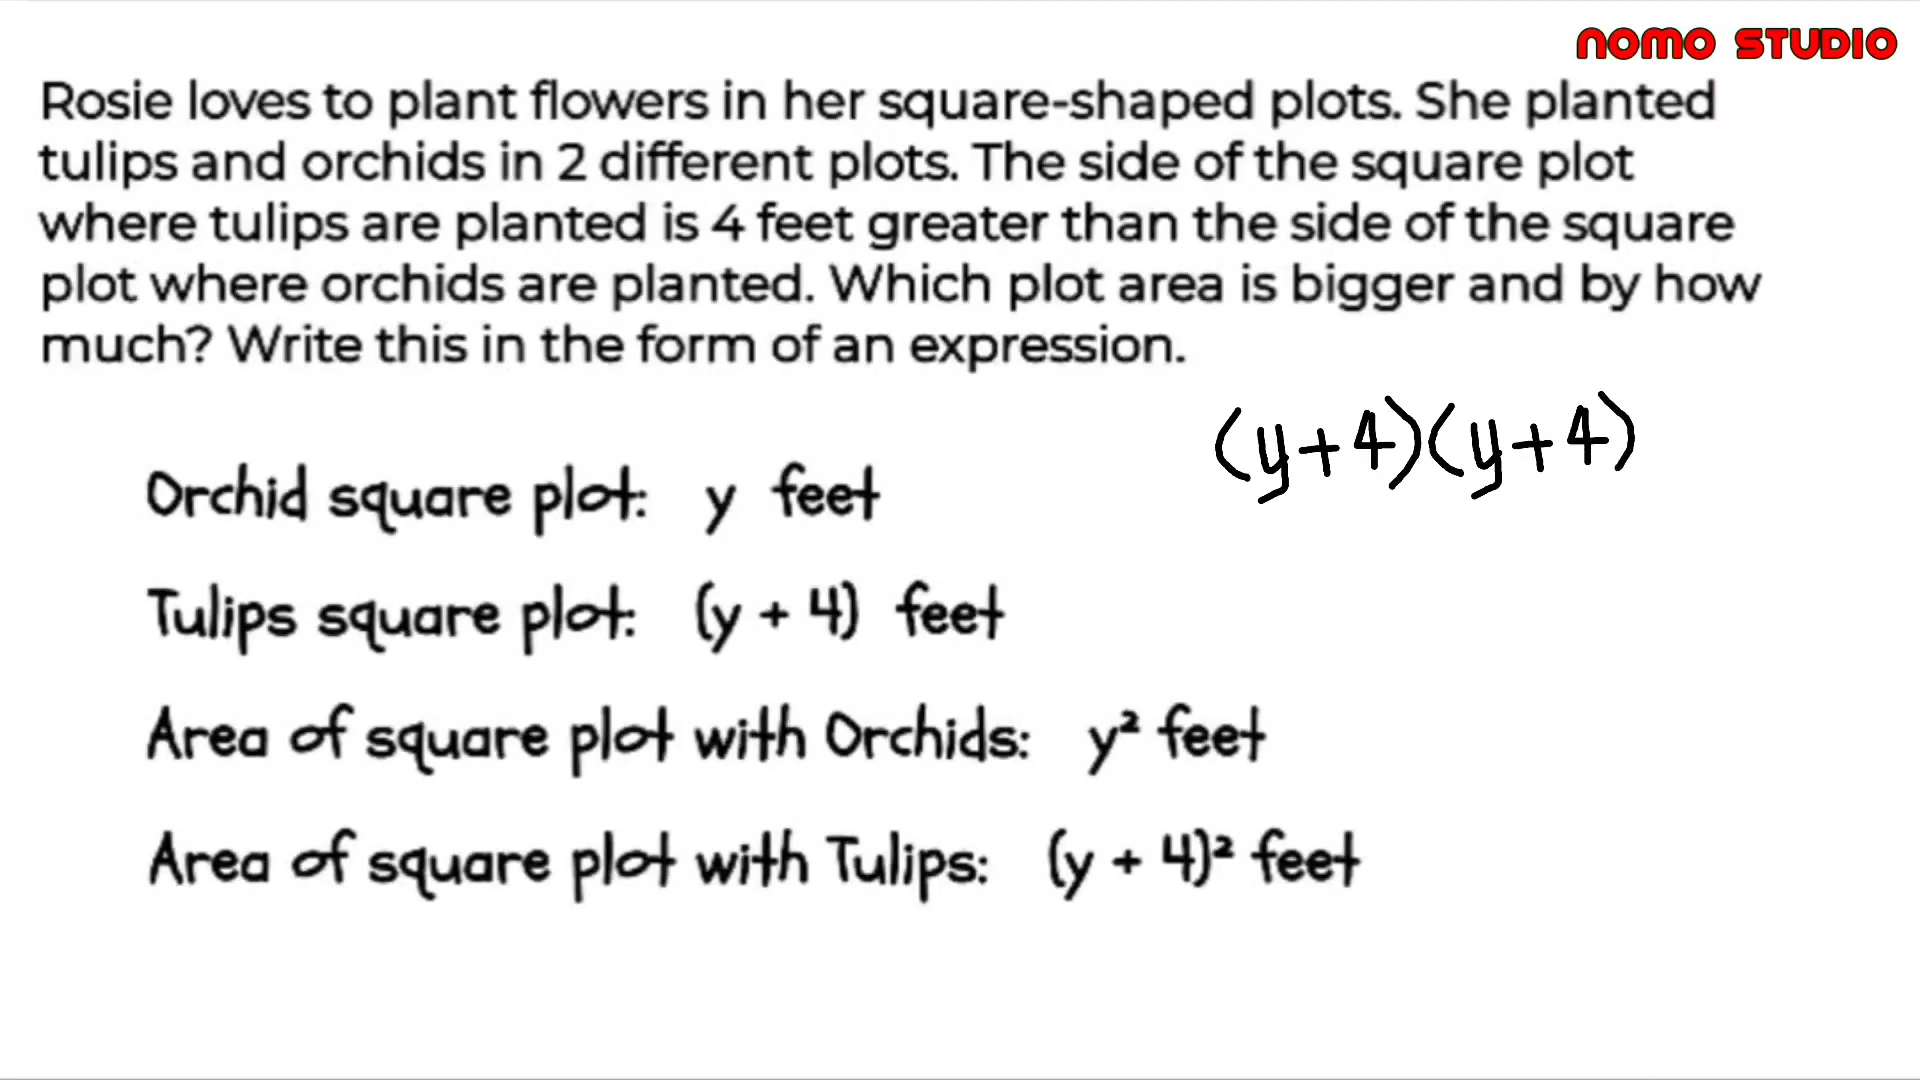 NOMO STUDIO
Rosie loves to plant flowers in her square-shaped plots. She planted
tulips and orchids in 2 different plots. The side of the square plot
where tulips are planted is 4 feet greater than the side of the square
plot where orchids are planted. Which plot area is bigger and by how
much? Write this in the form of an expression.
(y+4)(y+4)
Orchid square plot: y feet
Tulips square plot: (y + 4) feet
Area of square plot with Orchids: y² feet
Area of square plot with Tulips: (y + 4)² feet